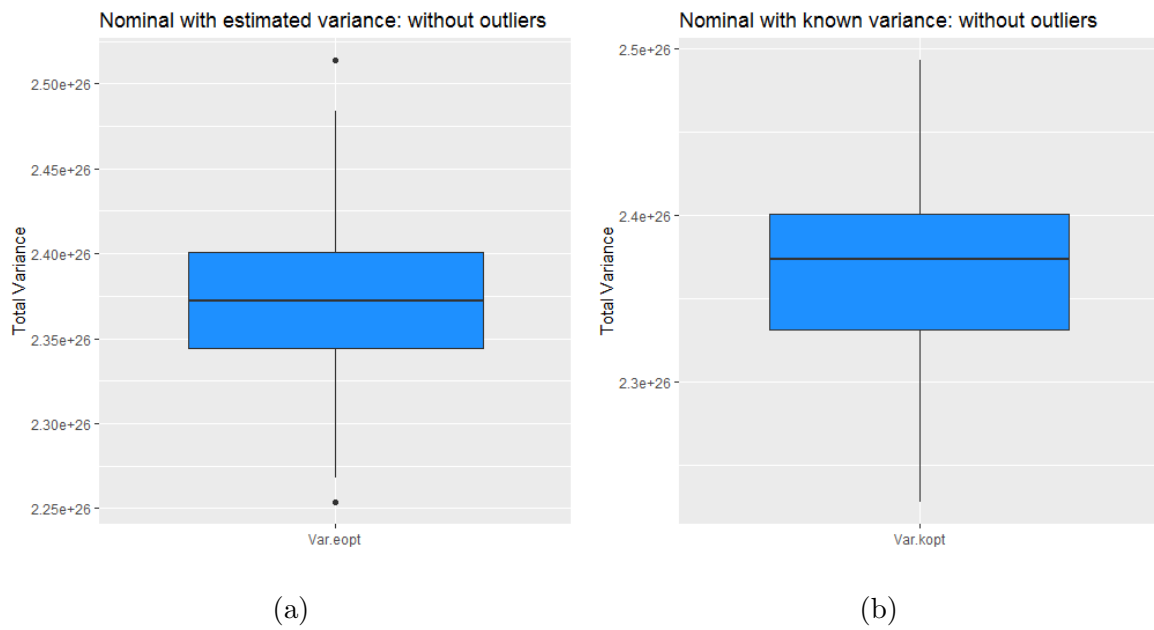 Nominal with estimated variance: without outliers
Total Variance
2.50e+26
2.45e+26
2.40e+26
2.35e+26
2.30e+26
2.25e+26
Var.eopt
(a)
Nominal with known variance: without outliers
Total Variance
2.5e+26
2.4e+26
2.3e+26
Var.kopt
(b)